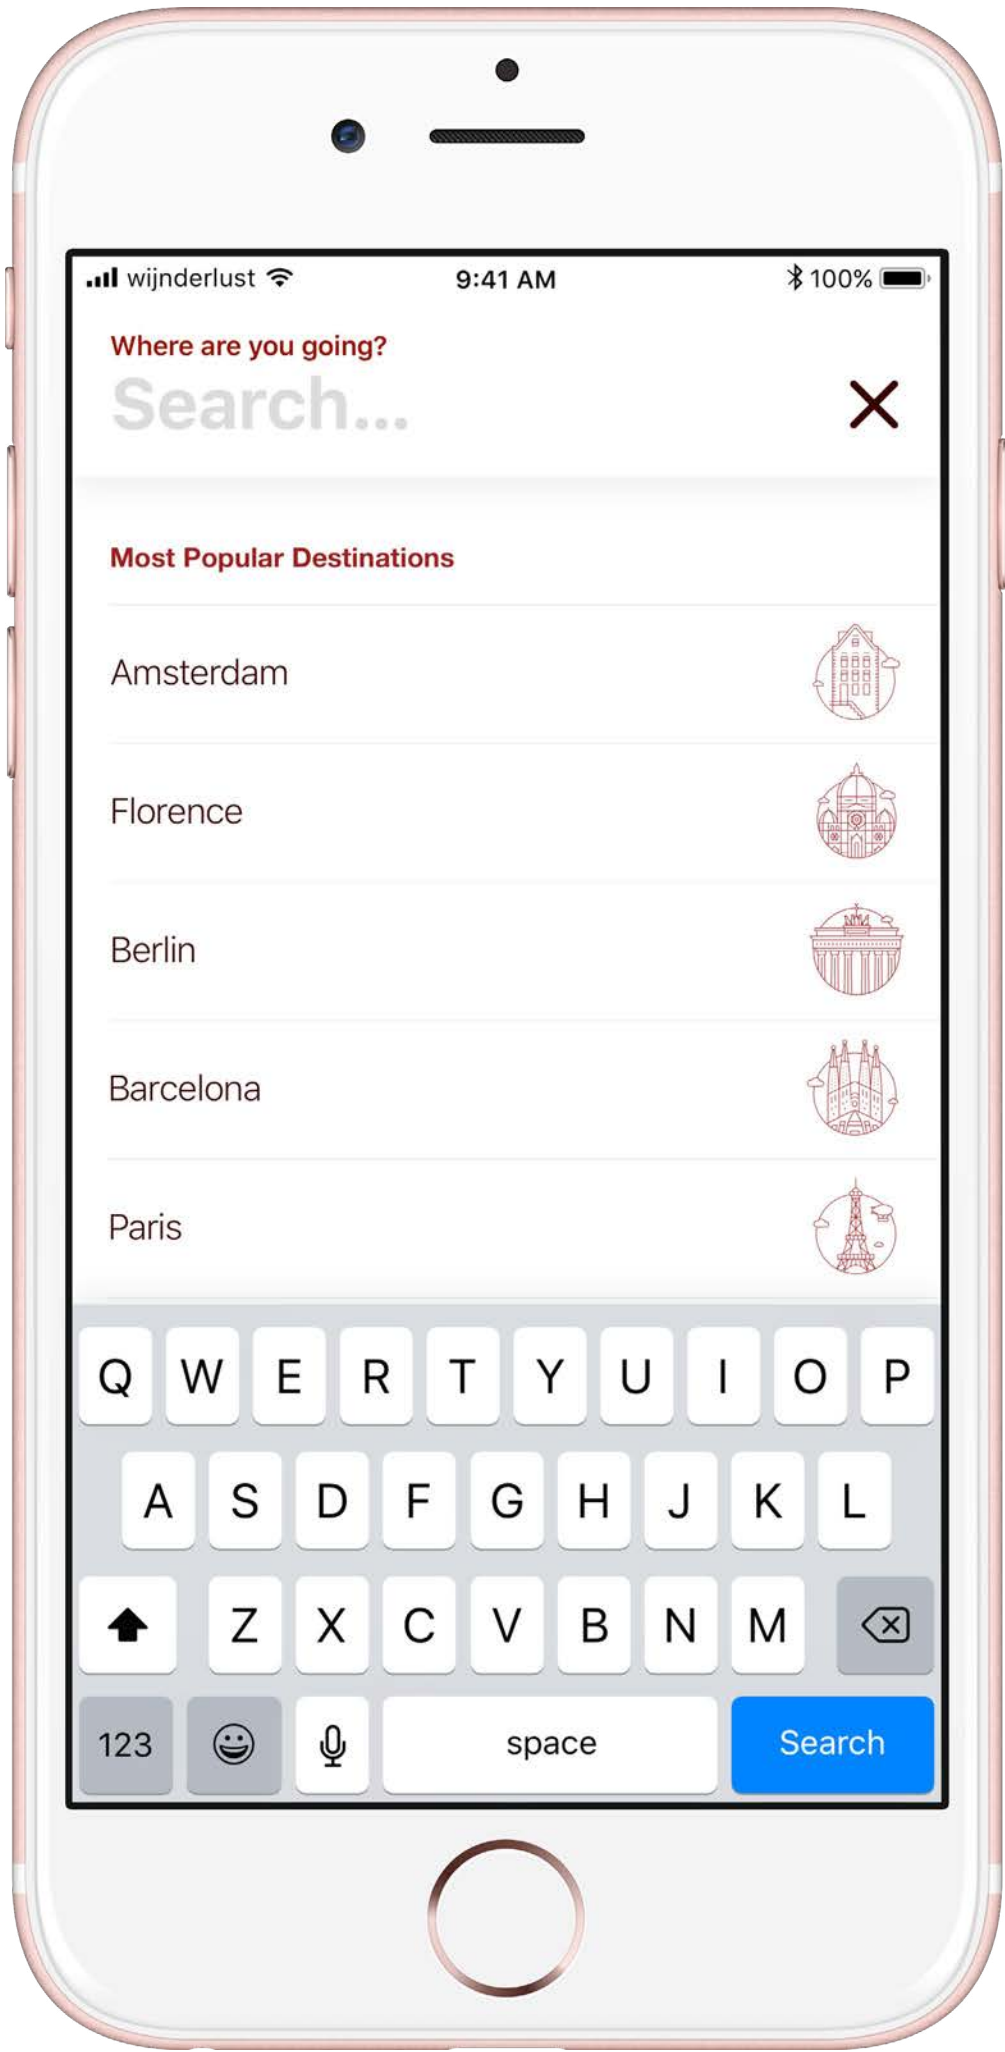 wijnderlust 9:41 AM 100%
Where are you going?
Search...
Most Popular Destinations
Amsterdam
Florence
Berlin
Barcelona
Paris
Q W E R T Y U I O P
A S D F G H J K L
Z X C V B N M
123 space Search